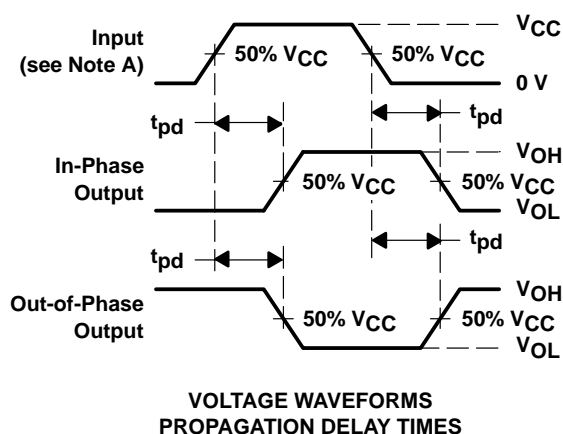 VCC
Input
(see Note A)
50% VCC
50% VCC
0 V
tpd
tpd
In-Phase
Output
VOH
50% VCC
50% VCC
VOL
tpd
tpd
Out-of-Phase
Output
VOH
50% VCC
50% VCC
VOL
VOLTAGE WAVEFORMS
PROPAGATION DELAY TIMES